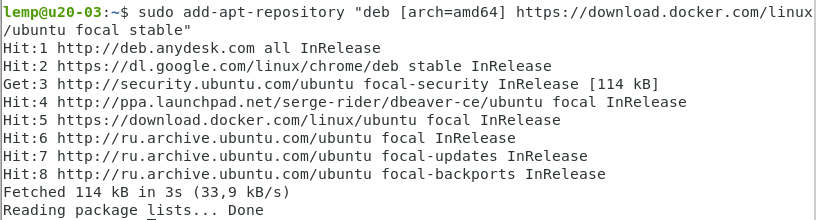 lemp@u20-03:~$ sudo add-apt-repository "deb [arch=amd64] https://download.docker.com/linux
/ubuntu focal stable"
Hit:1 http://deb.anydesk.com all InRelease
Hit:2 https://dl.google.com/linux/chrome/deb stable InRelease
Get:3 http://security.ubuntu.com/ubuntu focal-security InRelease [114 kB]
Hit:4 http://ppa.launchpad.net/serge-rider/dbeaver-ce/ubuntu focal InRelease
Hit:5 https://download.docker.com/linux/ubuntu focal InRelease
Hit:6 http://ru.archive.ubuntu.com/ubuntu focal InRelease
Hit:7 http://ru.archive.ubuntu.com/ubuntu focal-updates InRelease
Hit:8 http://ru.archive.ubuntu.com/ubuntu focal-backports InRelease
Fetched 114 kB in 3s (33,9 kB/s)
Reading package lists... Done